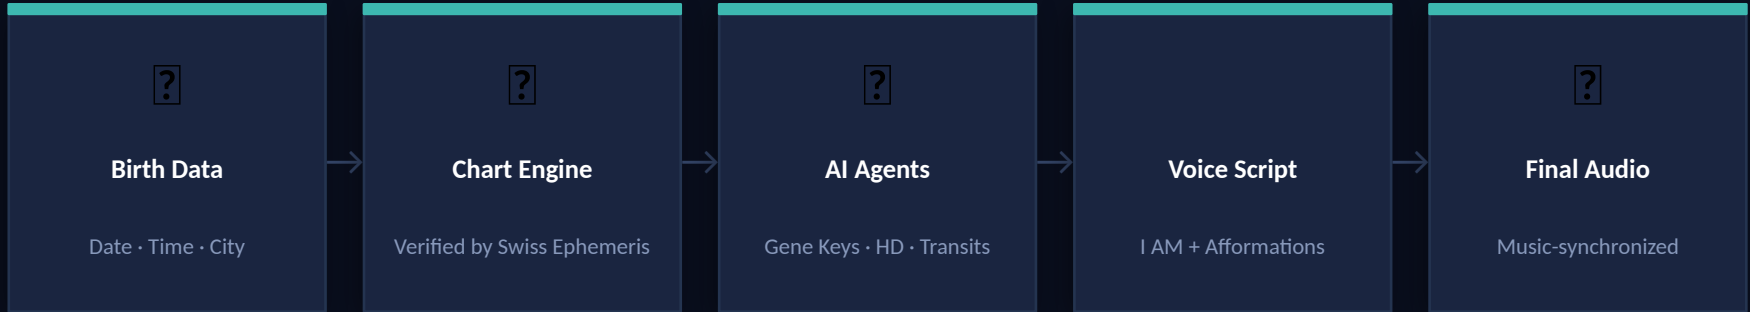 Birth Data
Date · Time · City
Chart Engine
Verified by Swiss Ephemeris
AI Agents
Gene Keys · HD · Transits
Voice Script
I AM + Afformations
Final Audio
Music-synchronized